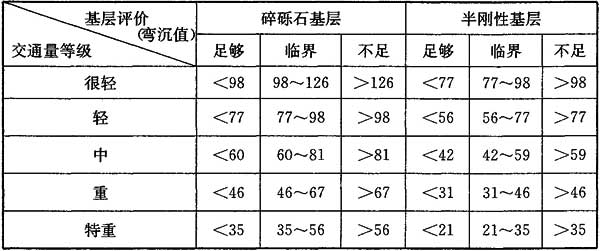 基层评价(弯沉值) 碎砾石基层 半刚性基层
交通量等级 足够 临界 不足 足够 临界 不足
很轻 <98 98～126 >126 <77 77～98 >98
轻 <77 77～98 >98 <56 56～77 >77
中 <60 60～81 >81 <42 42～59 >59
重 <46 46～67 >67 <31 31～46 >46
特重 <35 35～56 >56 <21 21～35 >35